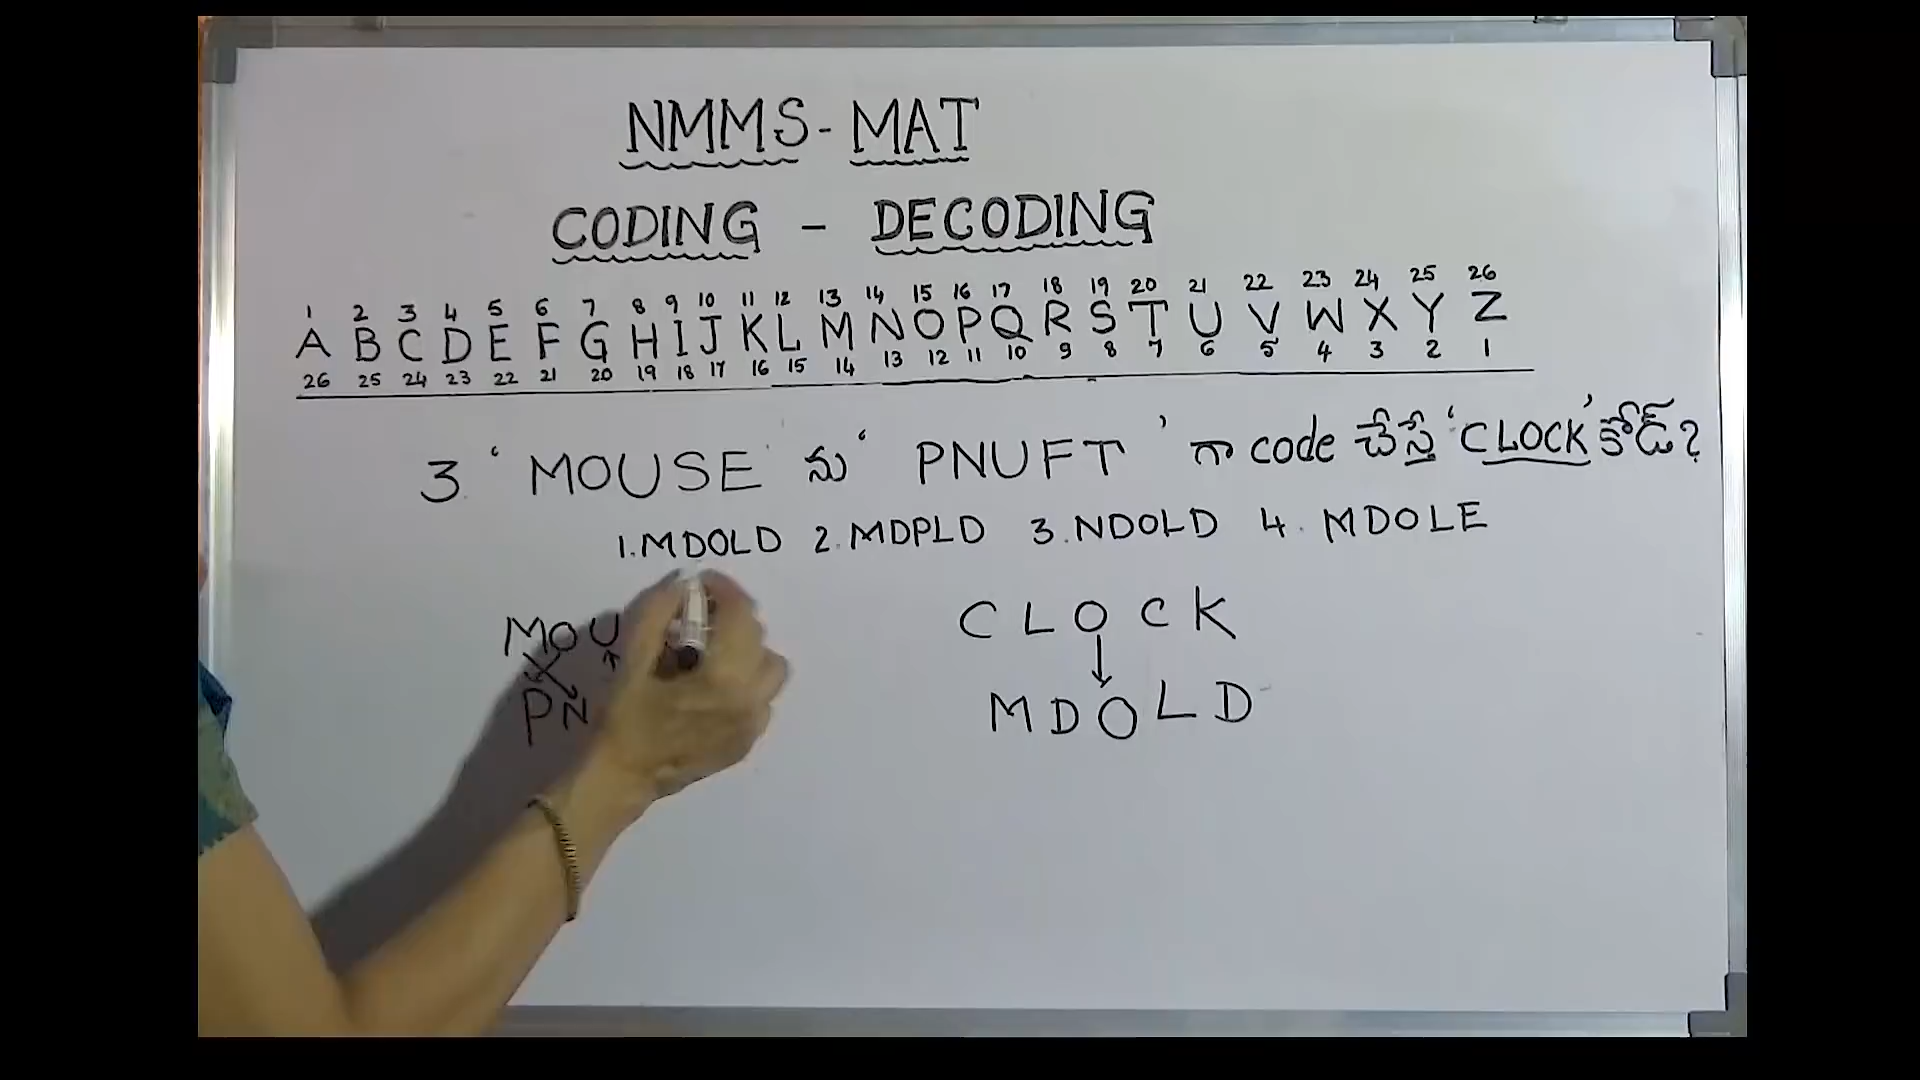 NMMS - MAT
CODING - DECODING
1 2 3 4 5 6 7 8 9 10 11 12 13 14 15 16 17 18 19 20 21 22 23 24 25 26
A B C D E F G H I J K L M N O P Q R S T U V W X Y Z
26 25 24 23 22 21 20 19 18 17 16 15 14 13 12 11 10 9 8 7 6 5 4 3 2 1
3. ‘MOUSE’ ను ‘PNUFT’ గా code చేస్తే ‘CLOCK’ కోడ్?
1. MDOLD 2. MDPLD 3. NDOLD 4. MDOLE
MOU CLOCK
PN MDOLD